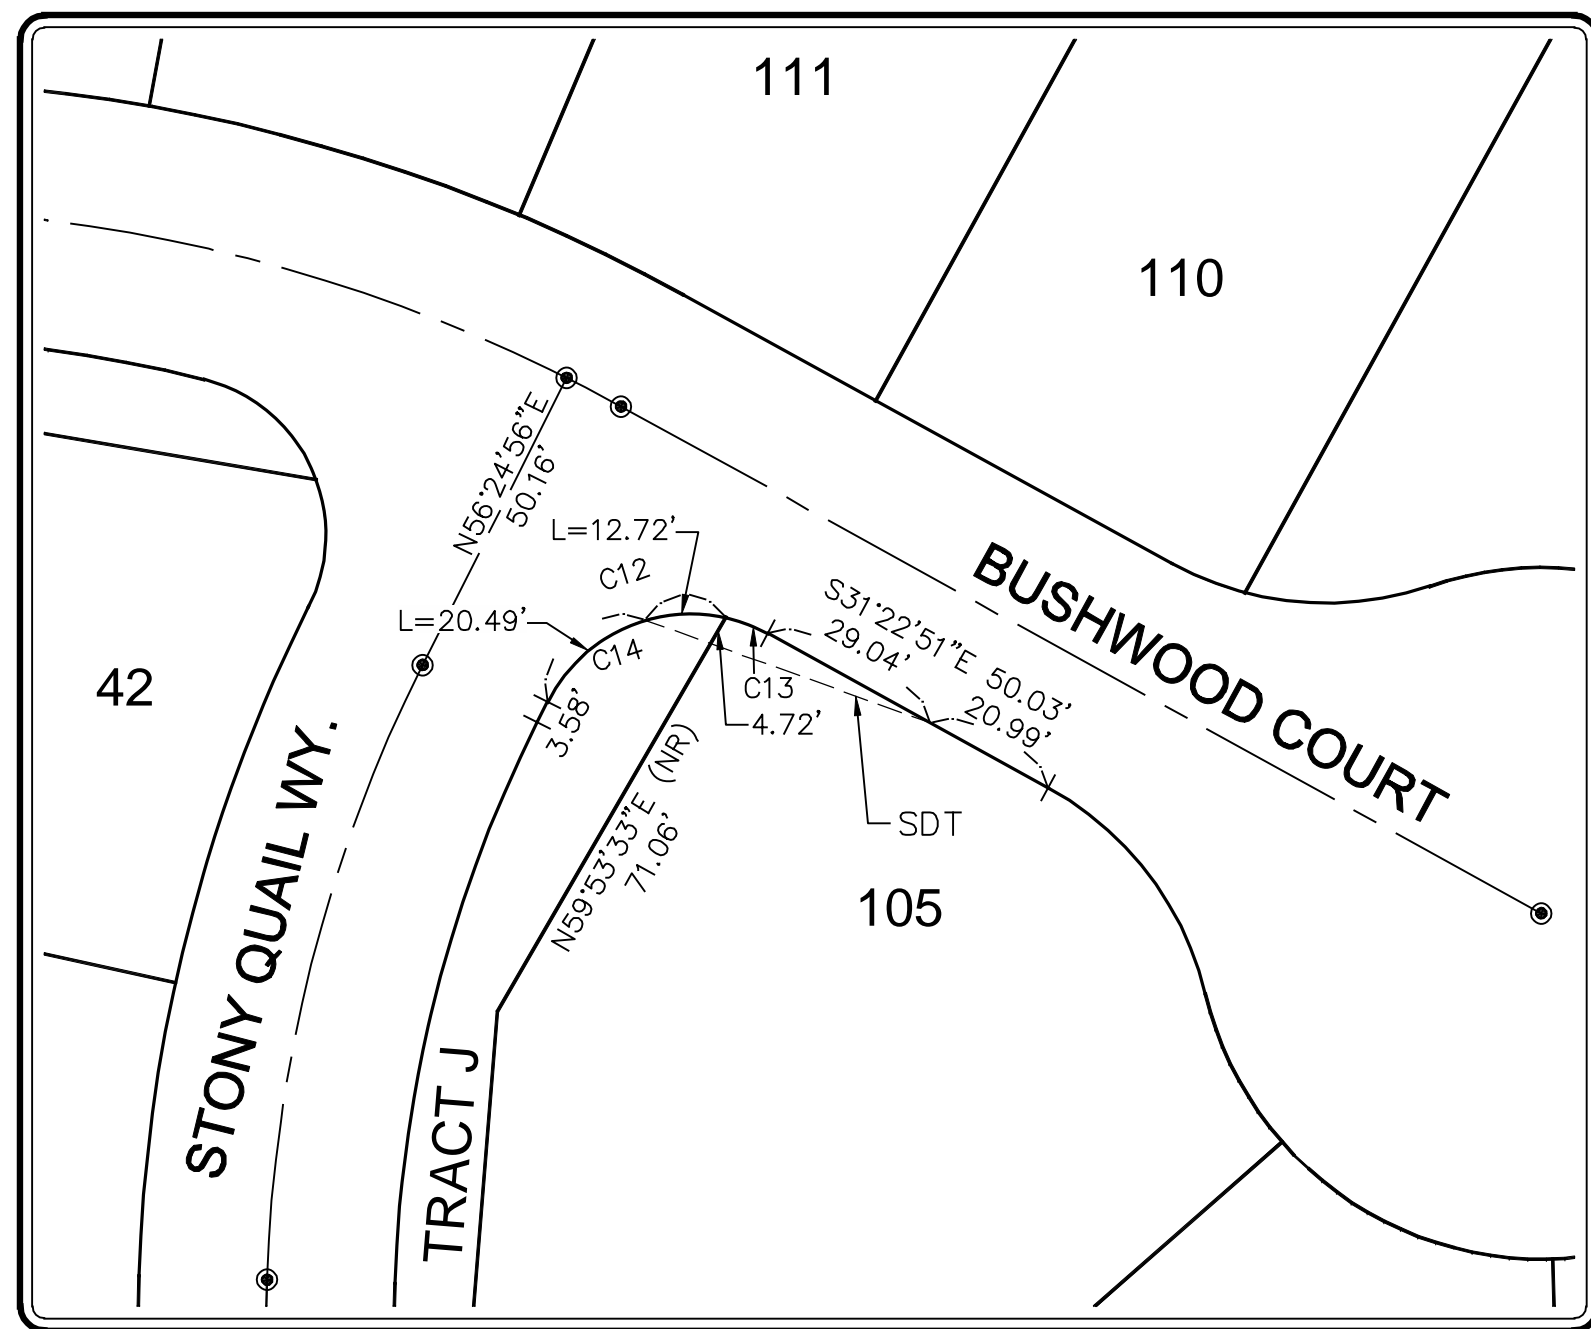 111
110
N56°24'56"E
50.16'
L=12.72'
C12
L=20.49'
C14
S31°22'51"E 50.03'
29.04'
20.99'
BUSHWOOD COURT
42
C13
4.72'
3.58'
SDT
N59°53'33"E (NR)
71.06'
105
STONY QUAIL WY.
TRACT J